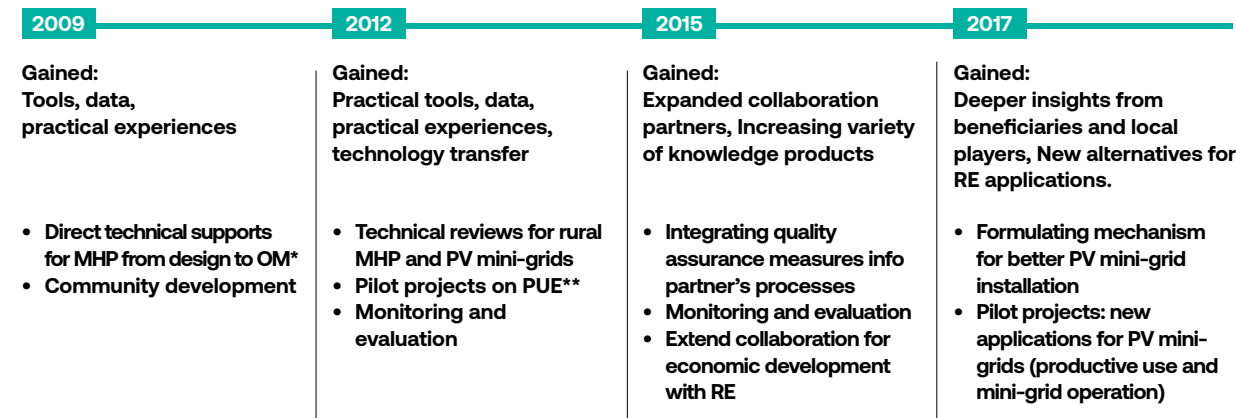 2009
Gained:
Tools, data,
practical experiences
• Direct technical supports
for MHP from design to OM*
• Community development
2012
Gained:
Practical tools, data,
practical experiences,
technology transfer
• Technical reviews for rural
MHP and PV mini-grids
• Pilot projects on PUE**
• Monitoring and
evaluation
2015
Gained:
Expanded collaboration
partners, Increasing variety
of knowledge products
• Integrating quality
assurance measures info
partner’s processes
• Monitoring and evaluation
• Extend collaboration for
economic development
with RE
2017
Gained:
Deeper insights from
beneficiaries and local
players, New alternatives for
RE applications.
• Formulating mechanism
for better PV mini-grid
installation
• Pilot projects: new
applications for PV mini-
grids (productive use and
mini-grid operation)